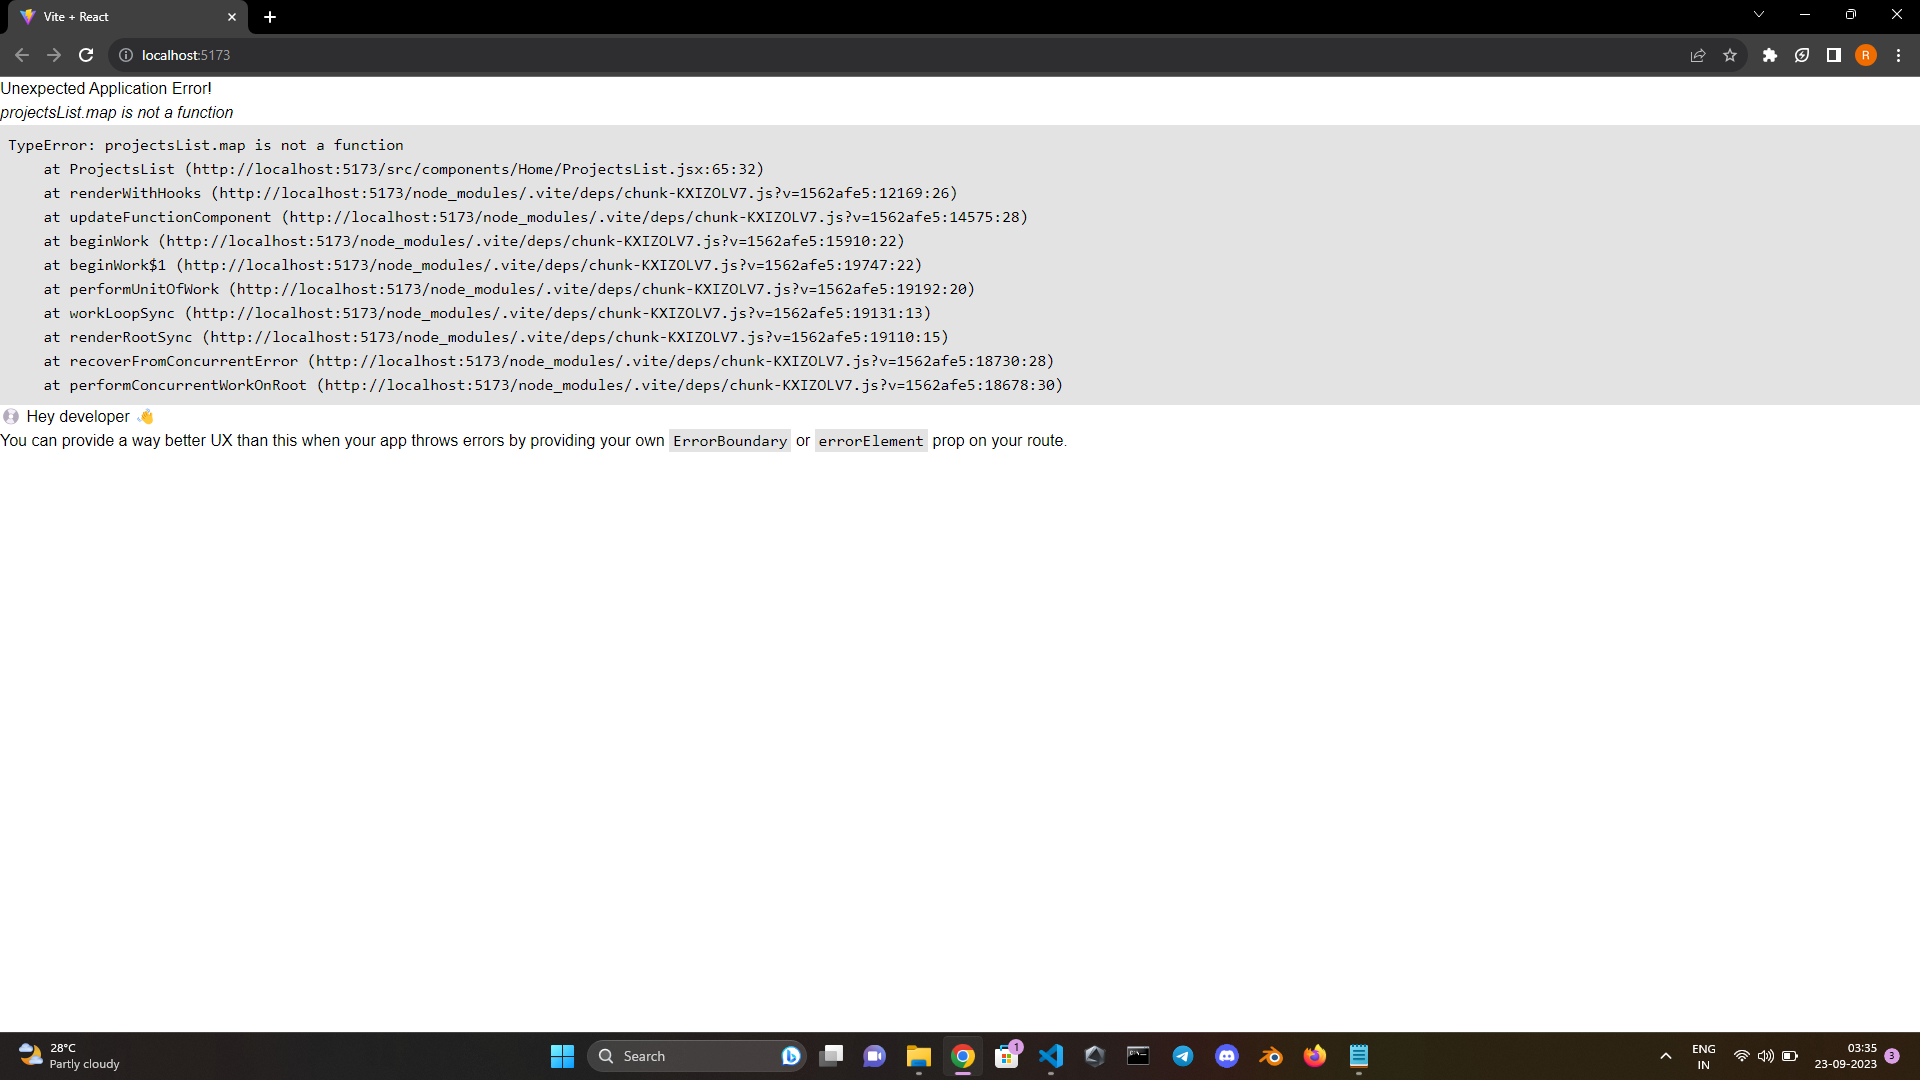 Vite + React
localhost:5173
R
Unexpected Application Error!
projectsList.map is not a function
TypeError: projectsList.map is not a function
    at ProjectsList (http://localhost:5173/src/components/Home/ProjectsList.jsx:65:32)
    at renderWithHooks (http://localhost:5173/node_modules/.vite/deps/chunk-KXIZOLV7.js?v=1562afe5:12169:26)
    at updateFunctionComponent (http://localhost:5173/node_modules/.vite/deps/chunk-KXIZOLV7.js?v=1562afe5:14575:28)
    at beginWork (http://localhost:5173/node_modules/.vite/deps/chunk-KXIZOLV7.js?v=1562afe5:15910:22)
    at beginWork$1 (http://localhost:5173/node_modules/.vite/deps/chunk-KXIZOLV7.js?v=1562afe5:19747:22)
    at performUnitOfWork (http://localhost:5173/node_modules/.vite/deps/chunk-KXIZOLV7.js?v=1562afe5:19192:20)
    at workLoopSync (http://localhost:5173/node_modules/.vite/deps/chunk-KXIZOLV7.js?v=1562afe5:19131:13)
    at renderRootSync (http://localhost:5173/node_modules/.vite/deps/chunk-KXIZOLV7.js?v=1562afe5:19110:15)
    at recoverFromConcurrentError (http://localhost:5173/node_modules/.vite/deps/chunk-KXIZOLV7.js?v=1562afe5:18730:28)
    at performConcurrentWorkOnRoot (http://localhost:5173/node_modules/.vite/deps/chunk-KXIZOLV7.js?v=1562afe5:18678:30)
💿 Hey developer 👋
You can provide a way better UX than this when your app throws errors by providing your own ErrorBoundary or errorElement prop on your route.
28°C
Partly cloudy
Search
1
ENG
IN
03:35
23-09-2023
3